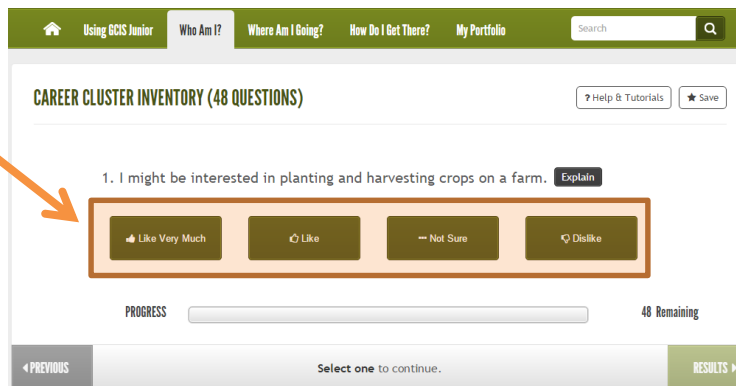 Using GCIS Junior Who Am I? Where Am I Going? How Do I Get There? My Portfolio Search
CAREER CLUSTER INVENTORY (48 QUESTIONS) ? Help & Tutorials Save
1. I might be interested in planting and harvesting crops on a farm. Explain
Like Very Much Like Not Sure Dislike
PROGRESS 48 Remaining
PREVIOUS Select one to continue. RESULTS